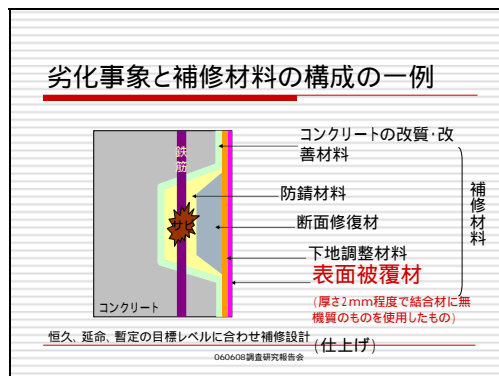 劣化事象と補修材料の構成の一例
コンクリートの改質・改
善材料
鉄筋
防錆材料
サビ
断面修復材
下地調整材料
表面被覆材
(厚さ2mm程度で結合材に無
機質のものを使用したもの)
補修材料
コンクリート
恒久、延命、暫定の目標レベルに合わせ補修設計
(仕上げ)
060608調査研究報告会